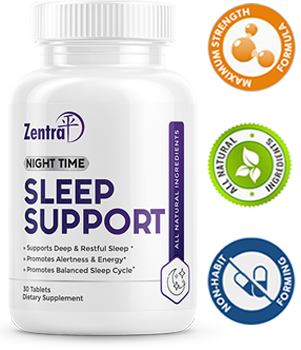 Zentra
NIGHT TIME
SLEEP
SUPPORT
› Supports Deep & Restful Sleep *
› Promotes Alertness & Energy*
› Promotes Balanced Sleep Cycle*
30 Tablets
Dietary Supplement
ALL NATURAL INGREDIENTS
MAXIMUM STRENGTH
FORMULA
ALL NATURAL
INGREDIENTS
NON-HABIT
FORMING